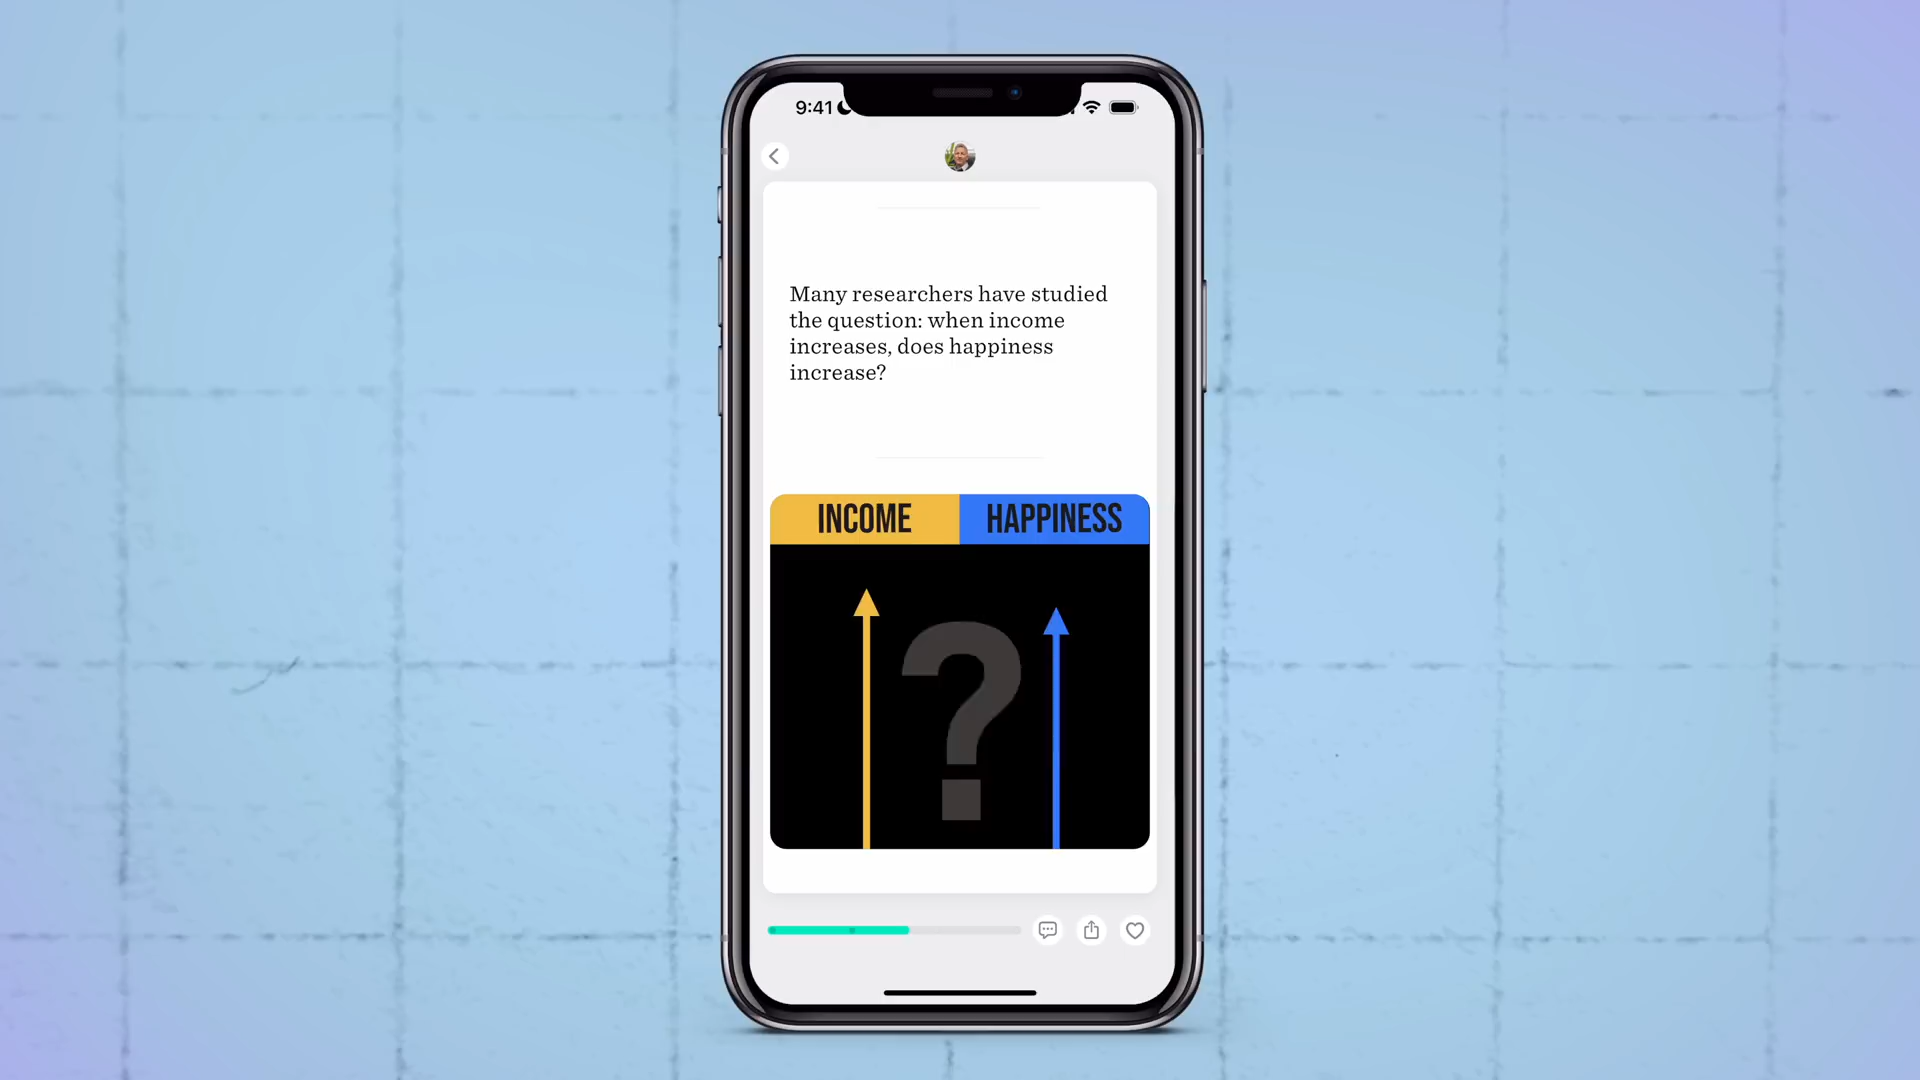 9:41
Many researchers have studied
the question: when income
increases, does happiness
increase?
INCOME
HAPPINESS
?